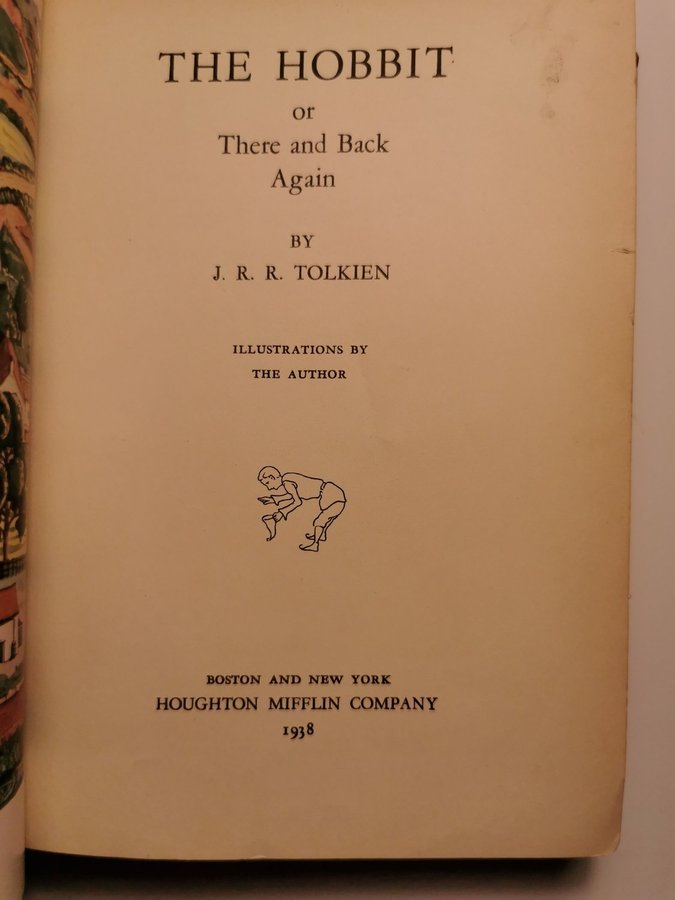 THE HOBBIT
or
There and Back
Again
BY
J. R. R. TOLKIEN
ILLUSTRATIONS BY
THE AUTHOR
BOSTON AND NEW YORK
HOUGHTON MIFFLIN COMPANY
1938